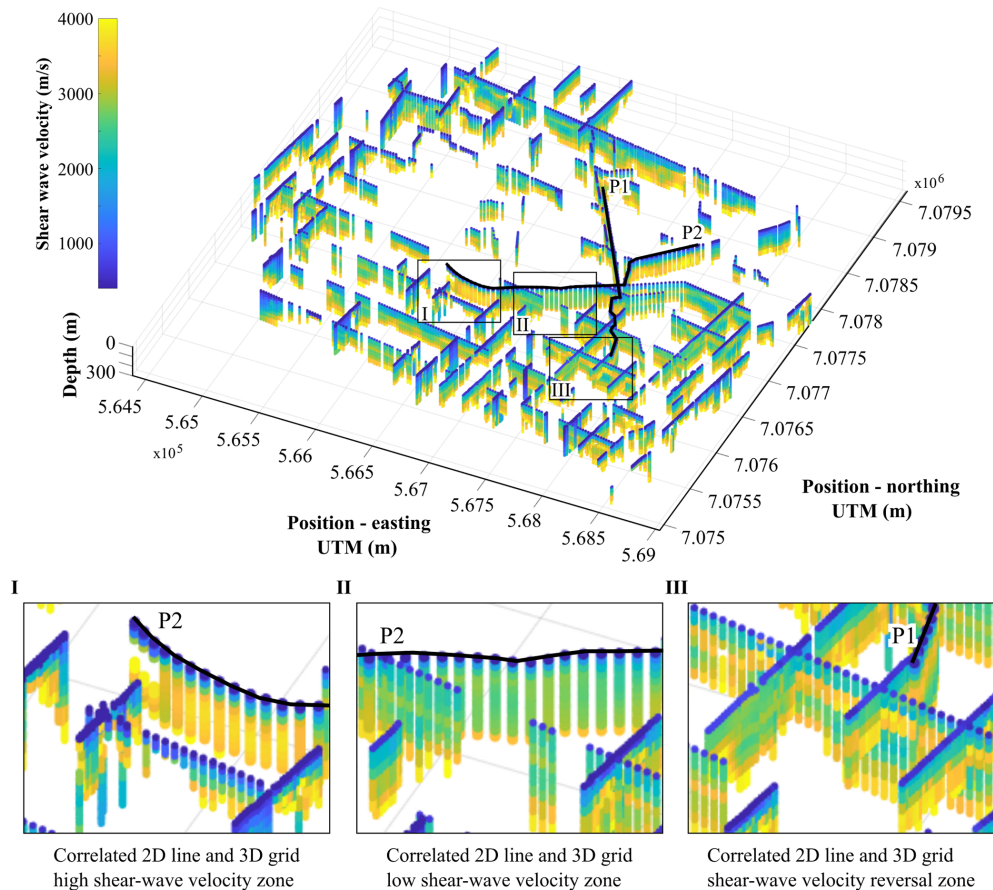 4000
3000
2000
1000
Shear wave velocity (m/s)
Depth (m)
0
300
P1
P2
I
II
III
5.645
5.65
5.655
5.66
5.665
5.67
5.675
5.68
5.685
5.69
x10⁵
Position - easting
UTM (m)
x10⁶
7.0795
7.079
7.0785
7.078
7.0775
7.077
7.0765
7.076
7.0755
7.075
Position - northing
UTM (m)
I
P2
Correlated 2D line and 3D grid
high shear-wave velocity zone
II
P2
Correlated 2D line and 3D grid
low shear-wave velocity zone
III
P1
Correlated 2D line and 3D grid
shear-wave velocity reversal zone